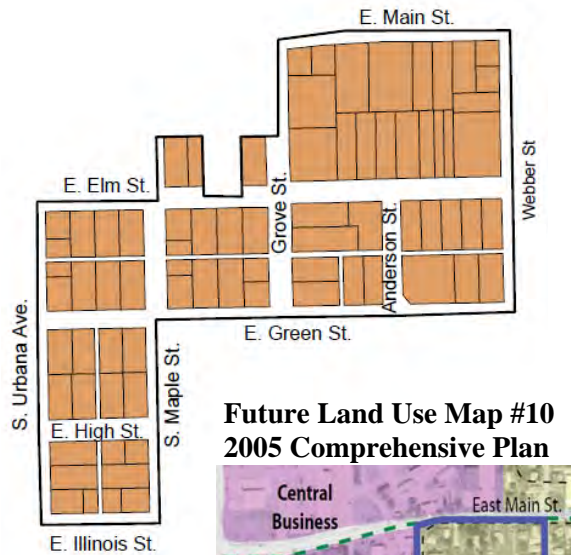 E. Main St.
E. Elm St.
Grove St.
Anderson St.
Webber St
S. Urbana Ave.
S. Maple St.
E. Green St.
E. High St.
E. Illinois St.
Future Land Use Map #10
2005 Comprehensive Plan
Central
Business
East Main St.